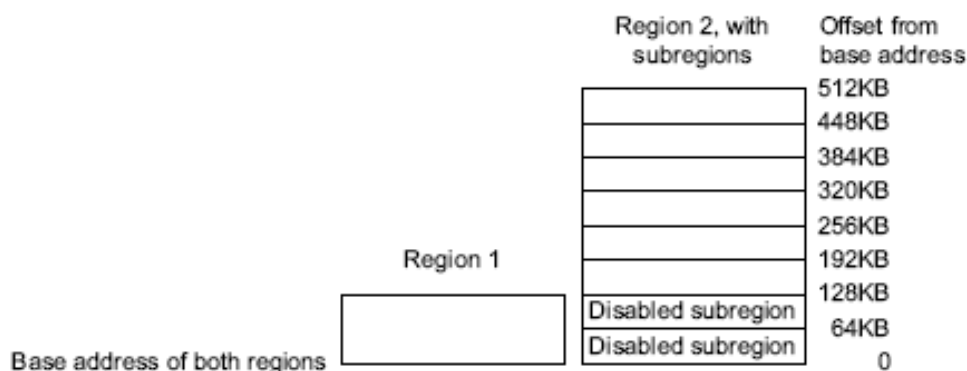 Region 2, with subregions
Offset from base address
512KB
448KB
384KB
320KB
256KB
Region 1
192KB
128KB
Disabled subregion
64KB
Disabled subregion
Base address of both regions
0